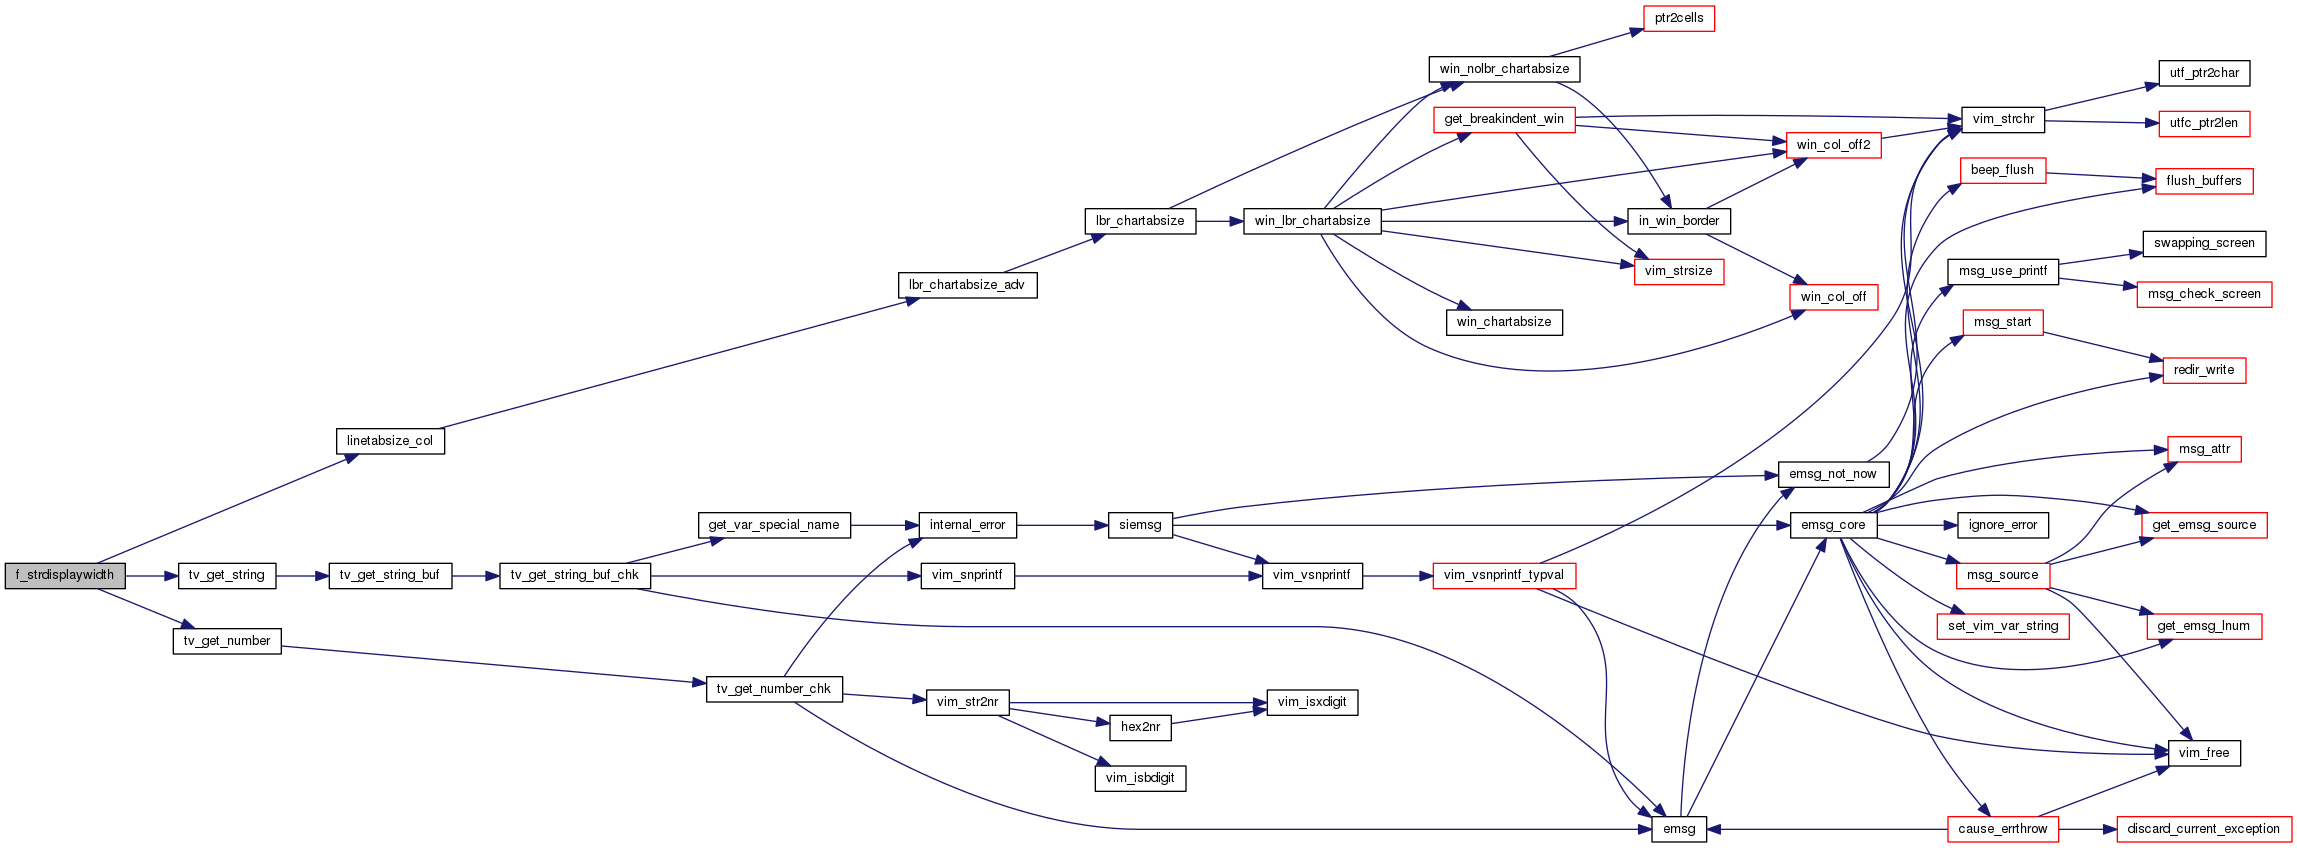 ptr2cells
win_nolbr_chartabsize
utf_ptr2char
get_breakindent_win
vim_strchr
utfc_ptr2len
win_col_off2
beep_flush
flush_buffers
lbr_chartabsize
win_lbr_chartabsize
in_win_border
swapping_screen
vim_strsize
msg_use_printf
lbr_chartabsize_adv
win_col_off
msg_check_screen
win_chartabsize
msg_start
redir_write
linetabsize_col
msg_attr
emsg_not_now
get_var_special_name
internal_error
siemsg
emsg_core
ignore_error
get_emsg_source
f_strdisplaywidth
tv_get_string
tv_get_string_buf
tv_get_string_buf_chk
vim_snprintf
vim_vsnprintf
vim_vsnprintf_typval
msg_source
set_vim_var_string
get_emsg_lnum
tv_get_number
tv_get_number_chk
vim_str2nr
vim_isxdigit
hex2nr
vim_free
vim_isbdigit
emsg
cause_errthrow
discard_current_exception